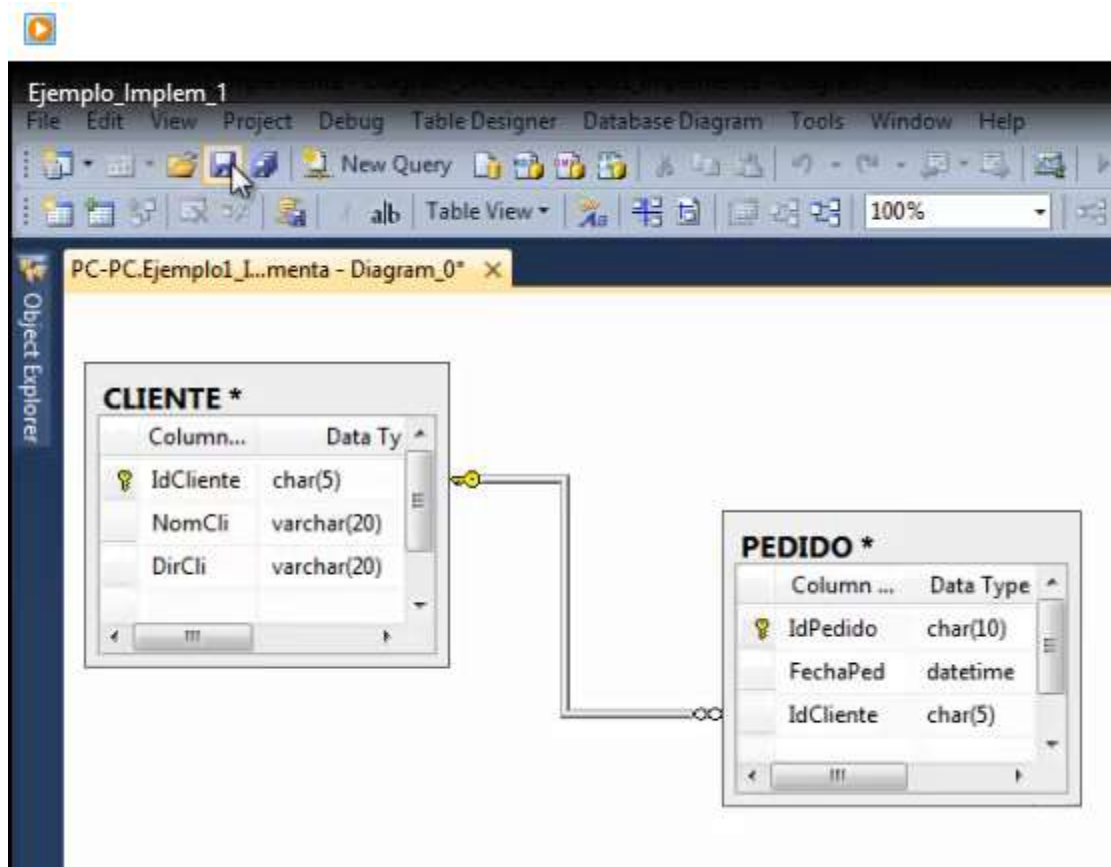 Ejemplo_Implem_1
File Edit View Project Debug Table Designer Database Diagram Tools Window Help
New Query
a|b Table View 100%
PC-PC.Ejemplo1_I...menta - Diagram_0* ×
Object Explorer
CLIENTE *
Column... Data Ty
IdCliente char(5)
NomCli varchar(20)
DirCli varchar(20)
PEDIDO *
Column ... Data Type
IdPedido char(10)
FechaPed datetime
IdCliente char(5)